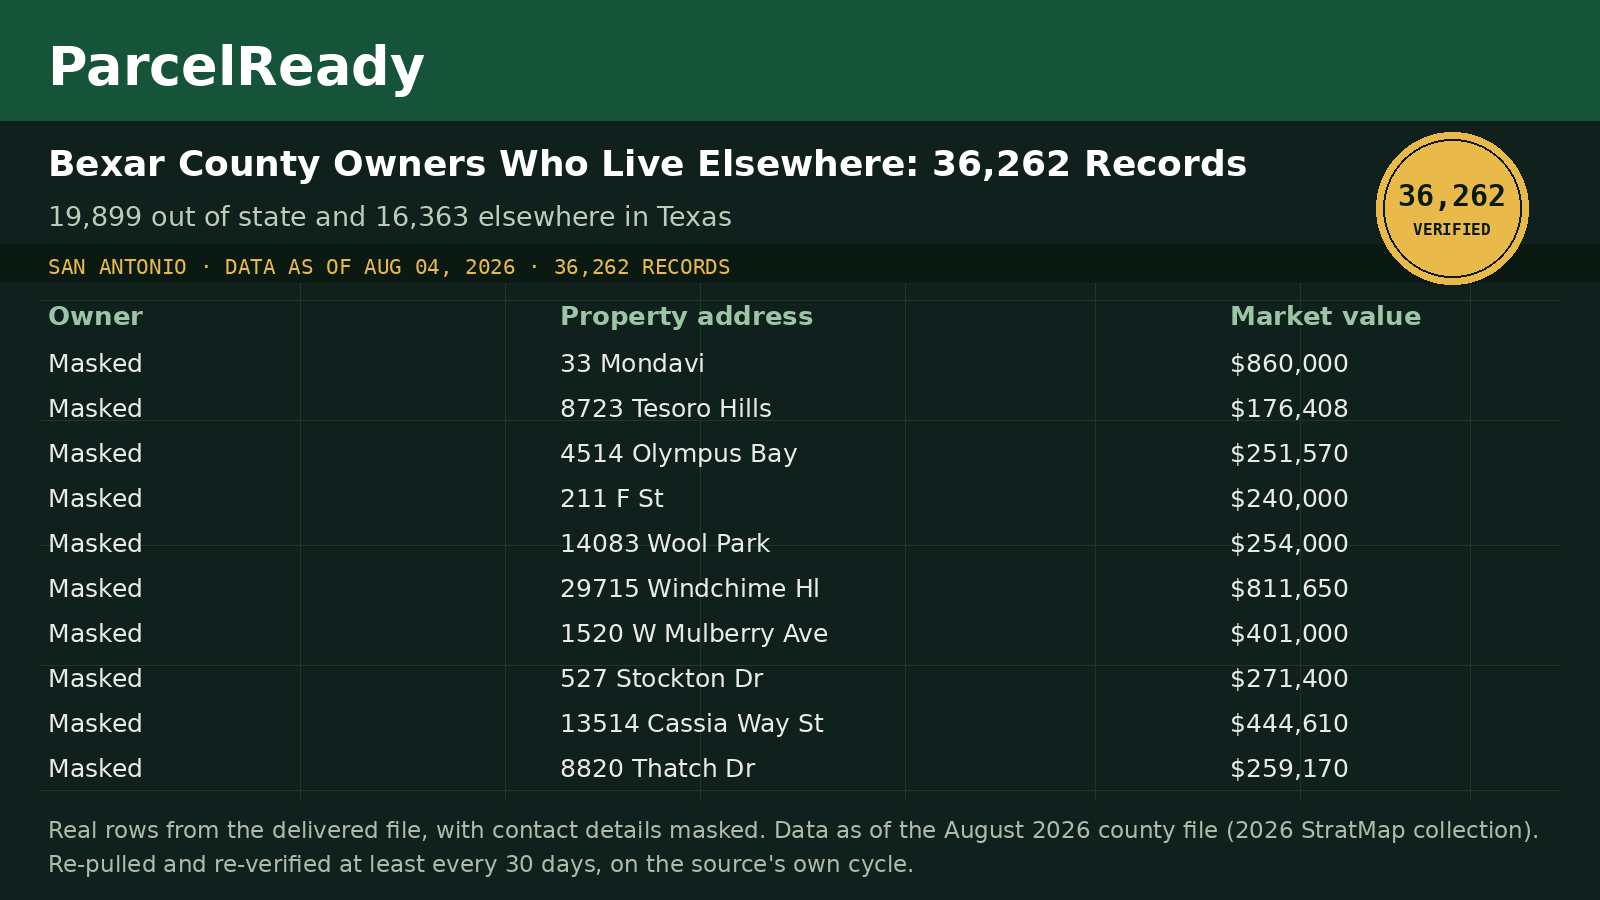 ParcelReady
Bexar County Owners Who Live Elsewhere: 36,262 Records
19,899 out of state and 16,363 elsewhere in Texas
36,262
VERIFIED
SAN ANTONIO · DATA AS OF AUG 04, 2026 · 36,262 RECORDS
Owner Property address Market value
Masked 33 Mondavi $860,000
Masked 8723 Tesoro Hills $176,408
Masked 4514 Olympus Bay $251,570
Masked 211 F St $240,000
Masked 14083 Wool Park $254,000
Masked 29715 Windchime Hl $811,650
Masked 1520 W Mulberry Ave $401,000
Masked 527 Stockton Dr $271,400
Masked 13514 Cassia Way St $444,610
Masked 8820 Thatch Dr $259,170
Real rows from the delivered file, with contact details masked. Data as of the August 2026 county file (2026 StratMap collection).
Re-pulled and re-verified at least every 30 days, on the source's own cycle.